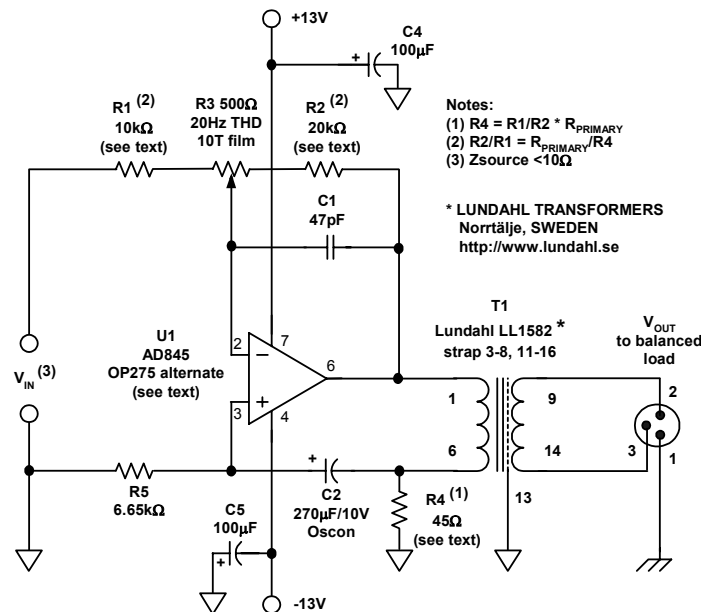 +13V
C4
100μF
+
R1 (2)
10kΩ
(see text)
R3 500Ω
20Hz THD
10T film
R2 (2)
20kΩ
(see text)
Notes:
(1) R4 = R1/R2 * RPRIMARY
(2) R2/R1 = RPRIMARY/R4
(3) Zsource <10Ω
C1
47pF
* LUNDAHL TRANSFORMERS
Norrtälje, SWEDEN
http://www.lundahl.se
T1
Lundahl LL1582 *
strap 3-8, 11-16
VOUT
to balanced
load
U1
AD845
OP275 alternate
(see text)
2
−
7
6
3
+
4
VIN (3)
1
6
9
14
13
2
3
1
R5
6.65kΩ
+
C2
270μF/10V
Oscon
R4 (1)
45Ω
(see text)
C5
100μF
+
-13V